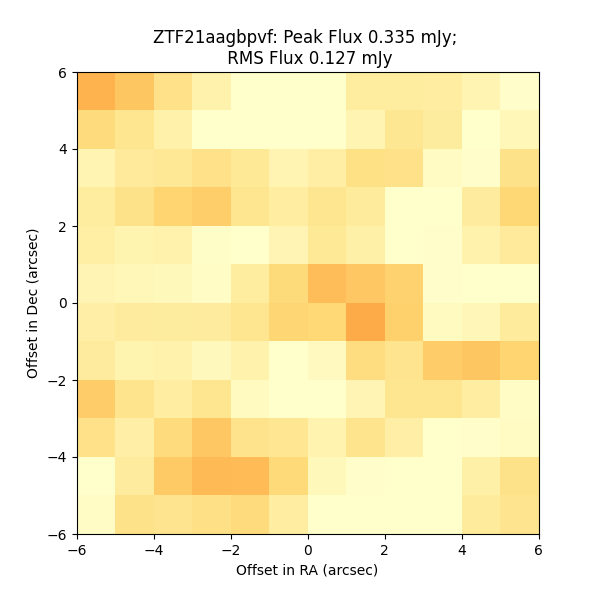 ZTF21aagbpvf: Peak Flux 0.335 mJy;
RMS Flux 0.127 mJy
6
4
2
0
−2
−4
−6
Offset in Dec (arcsec)
−6 −4 −2 0 2 4 6
Offset in RA (arcsec)